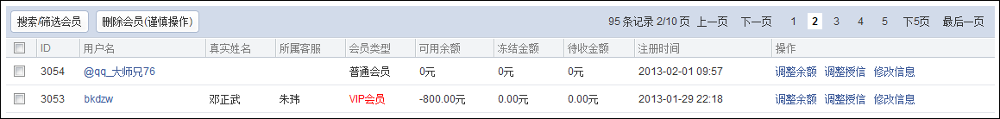 搜索/筛选会员 删除会员(谨慎操作) 95 条记录 2/10 页 上一页 下一页 1 2 3 4 5 下5页 最后一页
ID 用户名 真实姓名 所属客服 会员类型 可用余额 冻结金额 待收金额 注册时间 操作
3054 @qq_大师兄76 普通会员 0元 0元 0元 2013-02-01 09:57 调整余额 调整授信 修改信息
3053 bkdzw 邓正武 朱玮 VIP会员 -800.00元 0.00元 0.00元 2013-01-29 22:18 调整余额 调整授信 修改信息